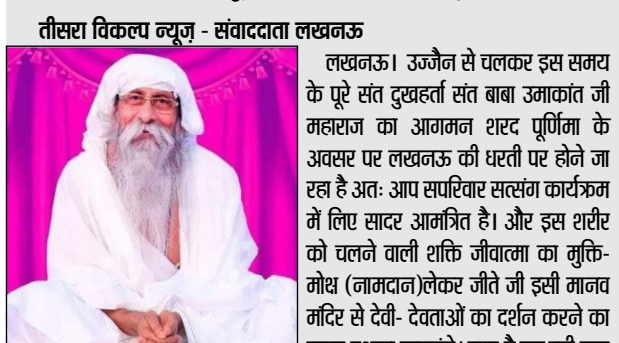 तीसरा विकल्प न्यूज़ - संवाददाता लखनऊ
लखनऊ। उज्जैन से चलकर इस समय
के पूरे संत दुखहर्ता संत बाबा उमाकांत जी
महाराज का आगमन शरद पूर्णिमा के
अवसर पर लखनऊ की धरती पर होने जा
रहा है अतः आप सपरिवार सत्संग कार्यक्रम
में लिए सादर आमंत्रित है। और इस शरीर
को चलने वाली शक्ति जीवात्मा का मुक्ति-
मोक्ष (नामदान)लेकर जीते जी इसी मानव
मंदिर से देवी- देवताओं का दर्शन करने का